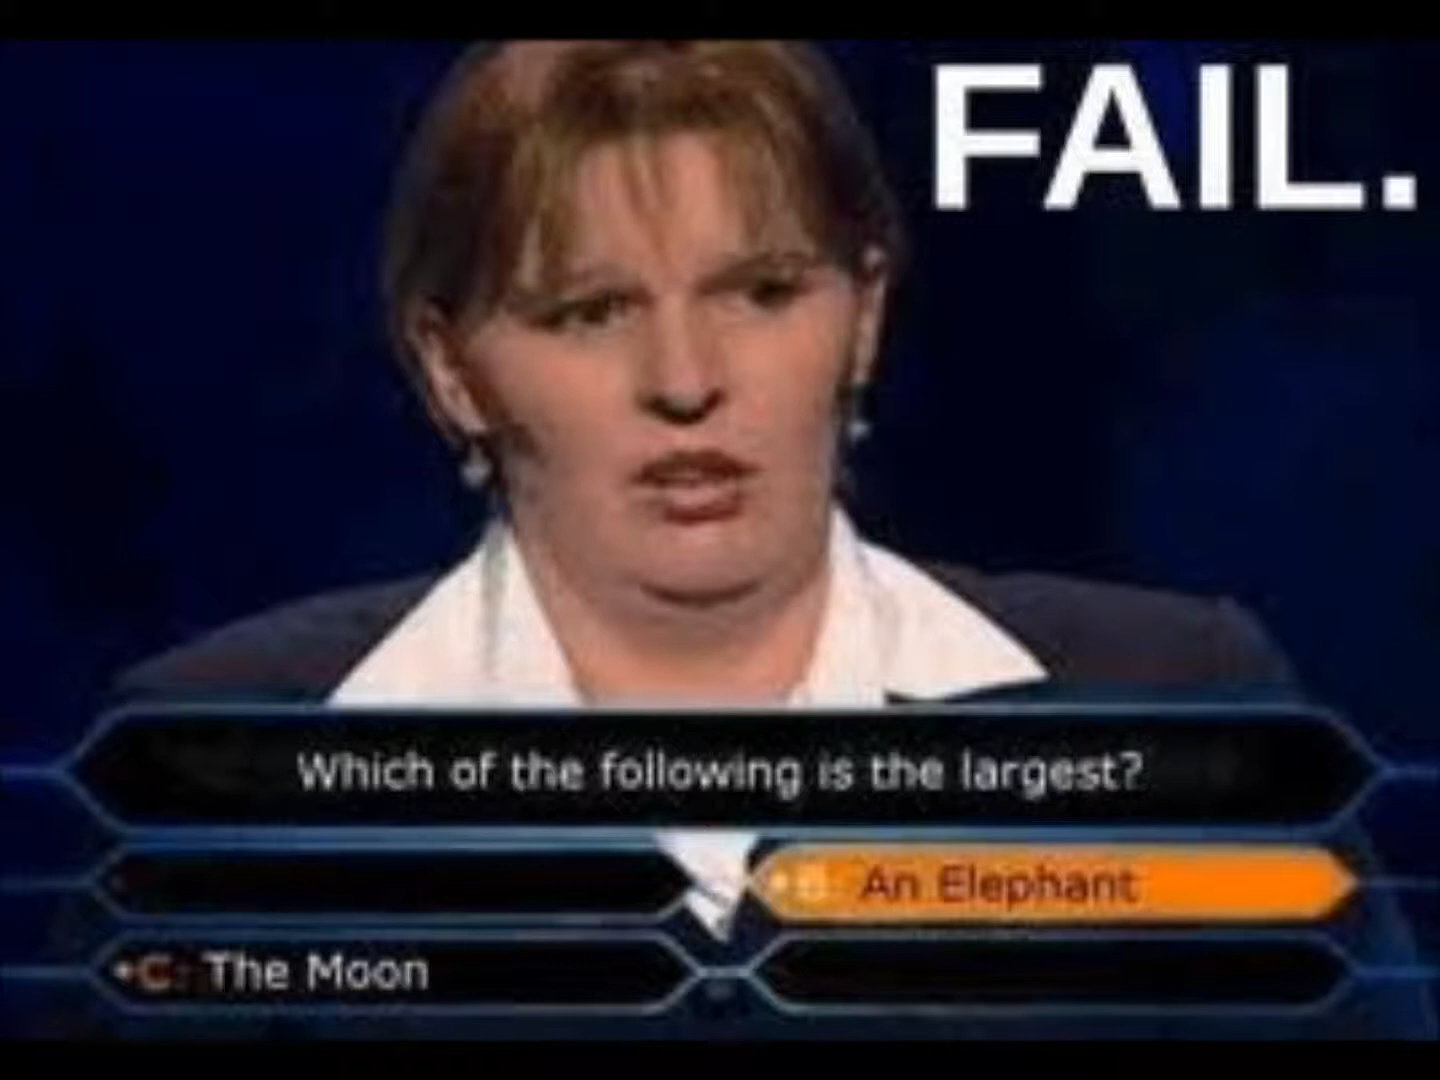 FAIL.
Which of the following is the largest?
B: An Elephant
C: The Moon